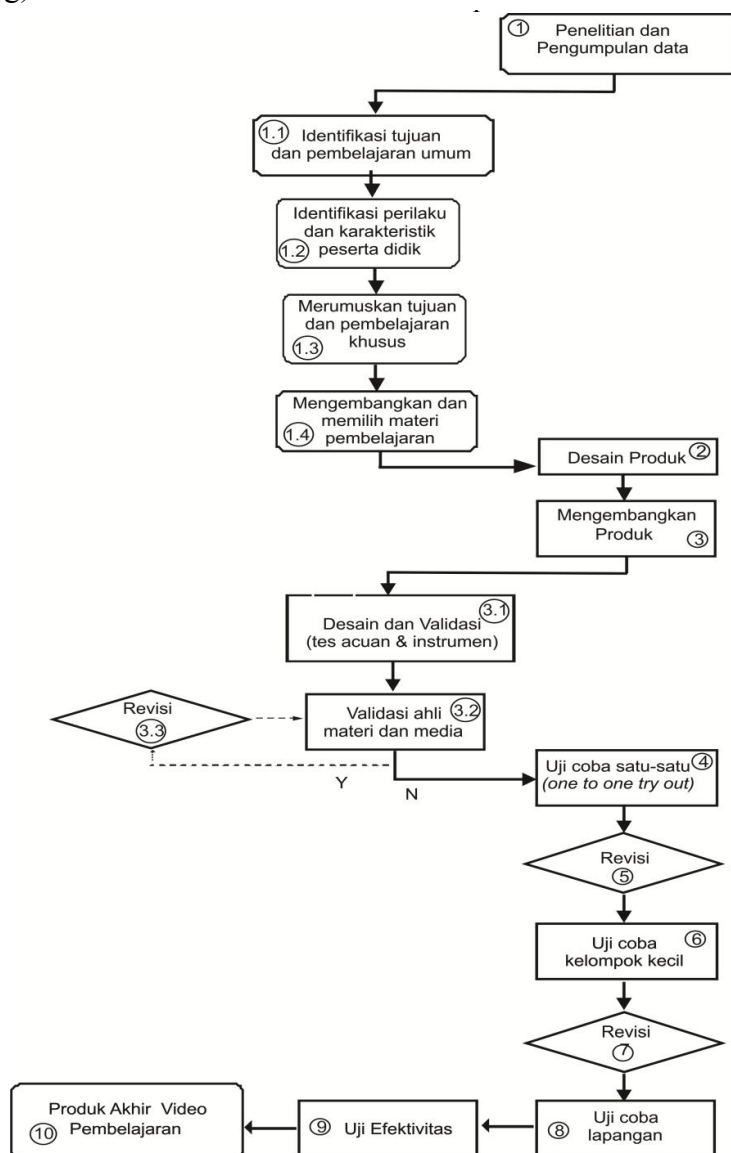 g)
1 Penelitian dan
Pengumpulan data
1.1 Identifikasi tujuan
dan pembelajaran umum
Identifikasi perilaku
dan karakteristik
1.2 peserta didik
Merumuskan tujuan
dan pembelajaran
1.3 khusus
Mengembangkan dan
memilih materi
1.4 pembelajaran
Desain Produk 2
Mengembangkan
Produk 3
3.1
Desain dan Validasi
(tes acuan & instrumen)
Validasi ahli 3.2
materi dan media
Revisi
3.3
Y
N
Uji coba satu-satu 4
(one to one try out)
Revisi
5
Uji coba 6
kelompok kecil
Revisi
7
Uji coba
8 lapangan
9 Uji Efektivitas
Produk Akhir Video
10 Pembelajaran